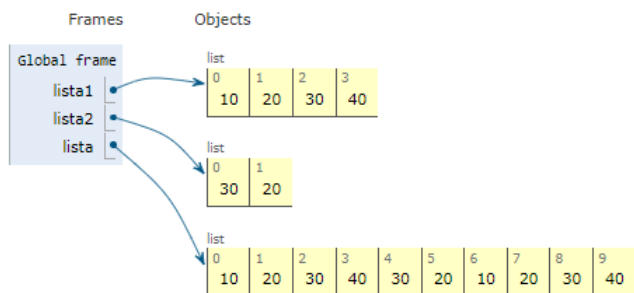 Frames Objects
Global frame
lista1
lista2
lista
list
0 1 2 3
10 20 30 40
list
0 1
30 20
list
0 1 2 3 4 5 6 7 8 9
10 20 30 40 30 20 10 20 30 40